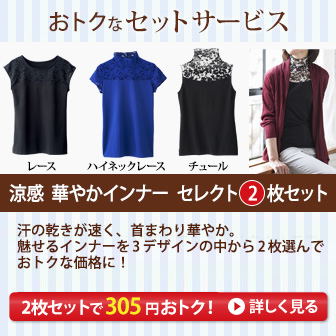 おトクなセットサービス
レース
ハイネックレース
チュール
涼感 華やかインナー セレクト2枚セット
汗の乾きが速く、首まわり華やか。
魅せるインナーを3デザインの中から2枚選んで
おトクな価格に！
2枚セットで305円おトク！
詳しく見る